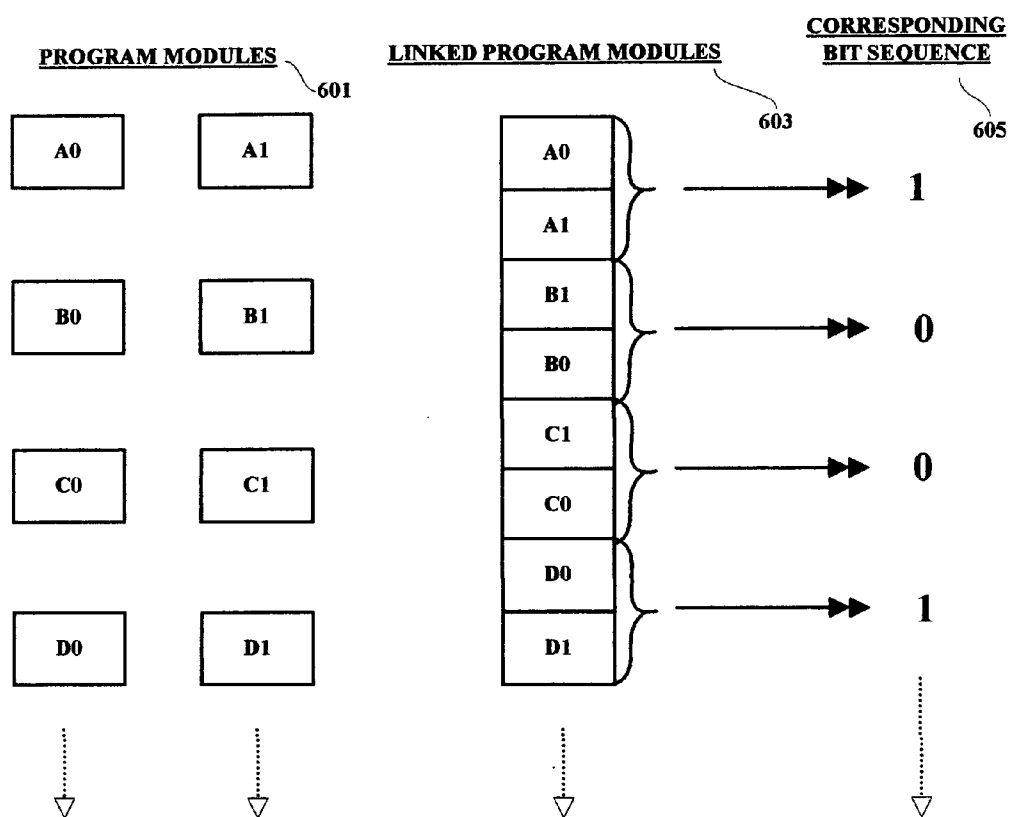 PROGRAM MODULES
601
LINKED PROGRAM MODULES
603
CORRESPONDING
BIT SEQUENCE
605
A0 A1
B0 B1
C0 C1
D0 D1
A0
A1
B1
B0
C1
C0
D0
D1
1
0
0
1